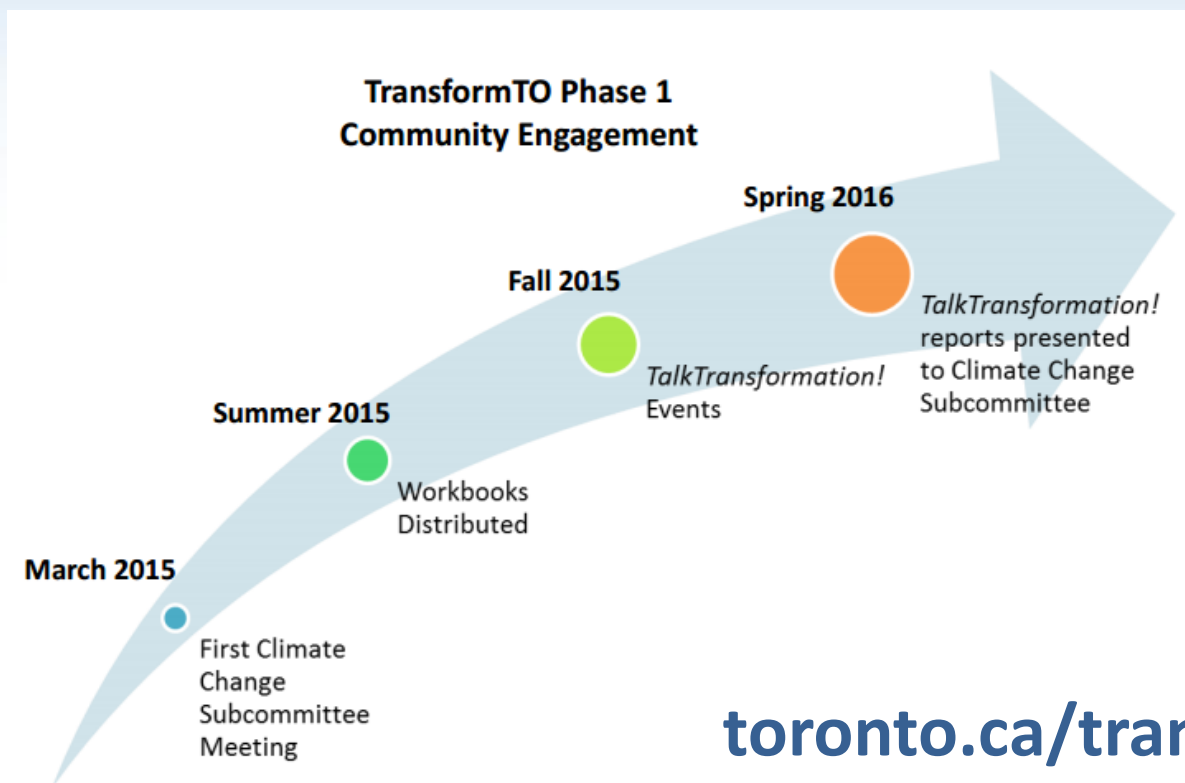 TransformTO Phase 1
Community Engagement
Spring 2016
TalkTransformation!
reports presented
to Climate Change
Subcommittee
Fall 2015
TalkTransformation!
Events
Summer 2015
Workbooks
Distributed
March 2015
First Climate
Change
Subcommittee
Meeting
toronto.ca/tran